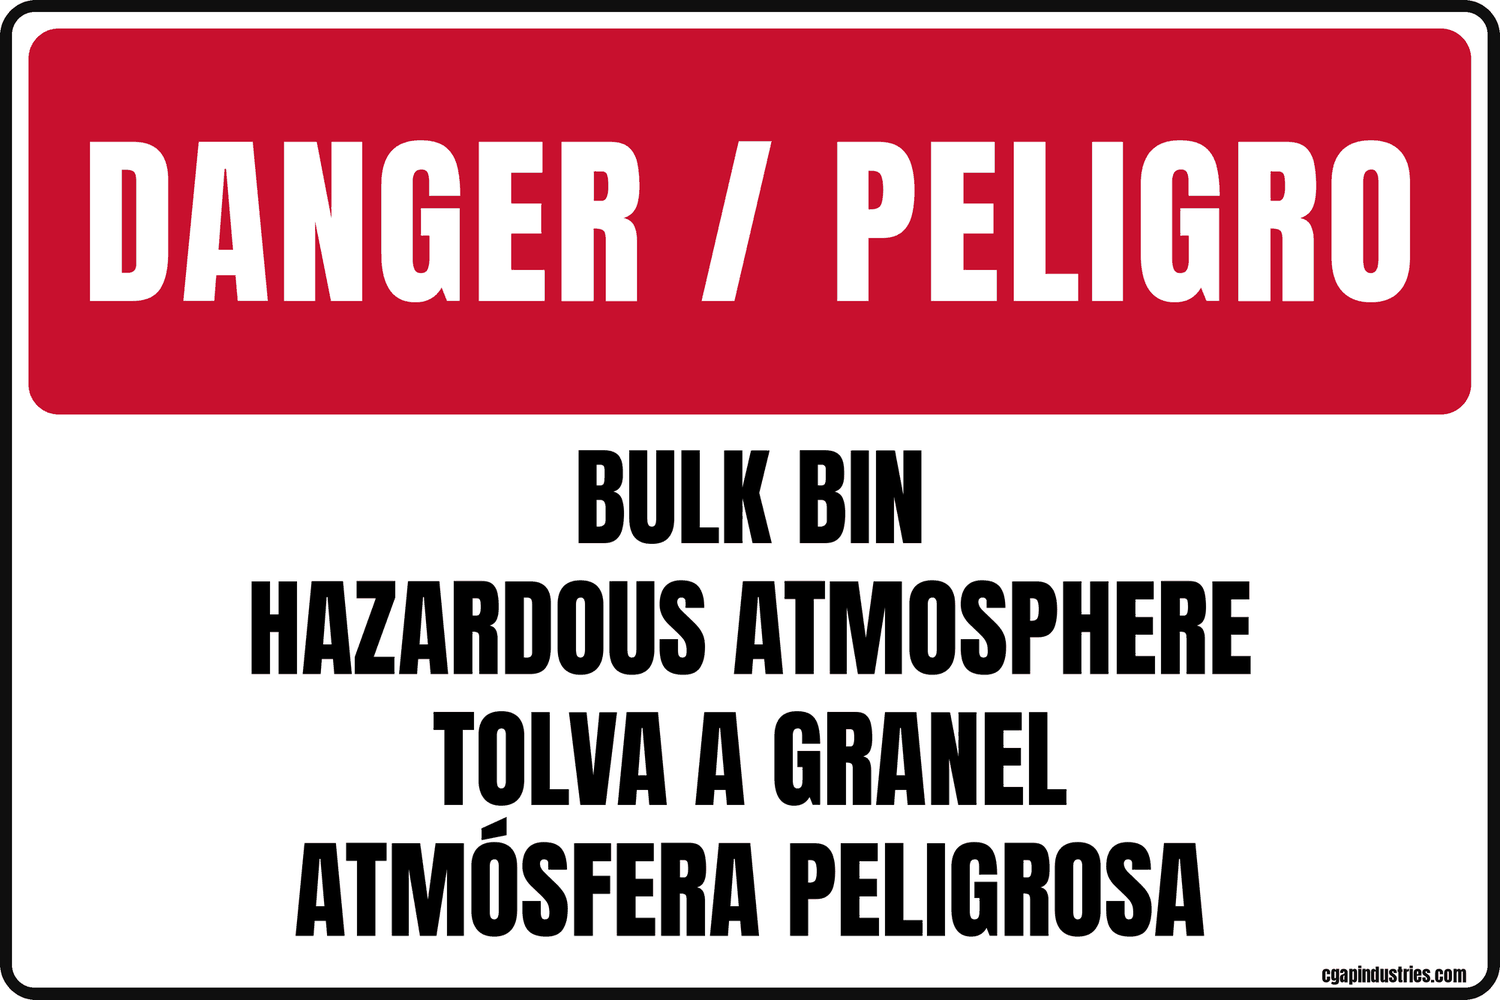 DANGER / PELIGRO
BULK BIN
HAZARDOUS ATMOSPHERE
TOLVA A GRANEL
ATMÓSFERA PELIGROSA
cgapindustries.com